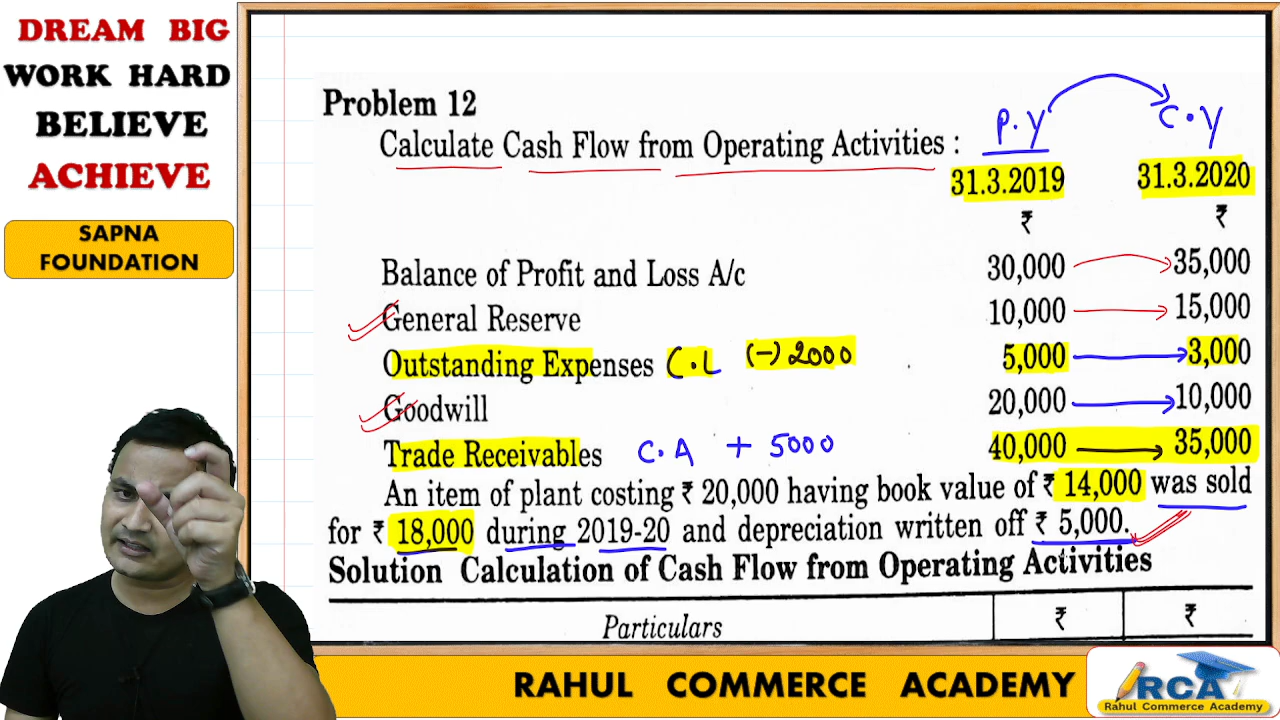 DREAM BIG
WORK HARD
BELIEVE
ACHIEVE
SAPNA
FOUNDATION
Problem 12
P.Y C.Y
Calculate Cash Flow from Operating Activities :
31.3.2019 31.3.2020
₹ ₹
Balance of Profit and Loss A/c 30,000 35,000
General Reserve 10,000 15,000
Outstanding Expenses C.L (-) 2000 5,000 3,000
Goodwill 20,000 10,000
Trade Receivables C.A + 5000 40,000 35,000
An item of plant costing ₹ 20,000 having book value of ₹ 14,000 was sold
for ₹ 18,000 during 2019-20 and depreciation written off ₹ 5,000.
Solution Calculation of Cash Flow from Operating Activities
Particulars ₹ ₹
RAHUL COMMERCE ACADEMY
RCA
Rahul Commerce Academy